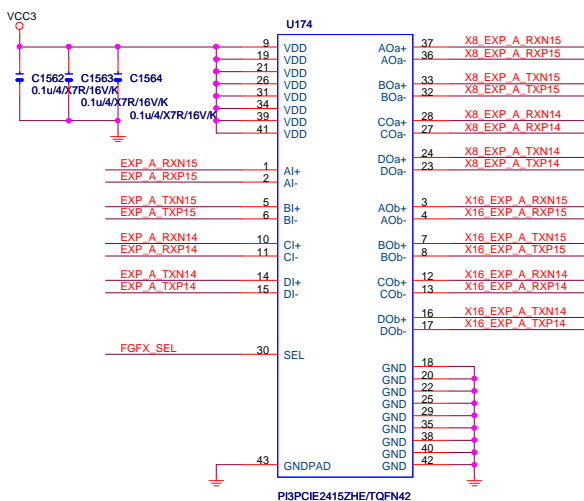 VCC3
U174
9 VDD
19 VDD
21 VDD
26 VDD
31 VDD
34 VDD
39 VDD
41 VDD
C1562
0.1u/4/X7R/16V/K
C1563
0.1u/4/X7R/16V/K
C1564
0.1u/4/X7R/16V/K
EXP_A_RXN15 1 AI+
EXP_A_RXP15 2 AI-
EXP_A_TXN15 5 BI+
EXP_A_TXP15 6 BI-
EXP_A_RXN14 10 CI+
EXP_A_RXP14 11 CI-
EXP_A_TXN14 14 DI+
EXP_A_TXP14 15 DI-
FGFX_SEL 30 SEL
43 GNDPAD
AOa+ 37 X8_EXP_A_RXN15
AOa- 36 X8_EXP_A_RXP15
BOa+ 33 X8_EXP_A_TXN15
BOa- 32 X8_EXP_A_TXP15
COa+ 28 X8_EXP_A_RXN14
COa- 27 X8_EXP_A_RXP14
DOa+ 24 X8_EXP_A_TXN14
DOa- 23 X8_EXP_A_TXP14
AOb+ 3 X16_EXP_A_RXN15
AOb- 4 X16_EXP_A_RXP15
BOb+ 7 X16_EXP_A_TXN15
BOb- 8 X16_EXP_A_TXP15
COb+ 12 X16_EXP_A_RXN14
COb- 13 X16_EXP_A_RXP14
DOb+ 16 X16_EXP_A_TXN14
DOb- 17 X16_EXP_A_TXP14
GND 18
GND 20
GND 22
GND 25
GND 29
GND 35
GND 38
GND 40
GND 42
PI3PCIE2415ZHE/TQFN42